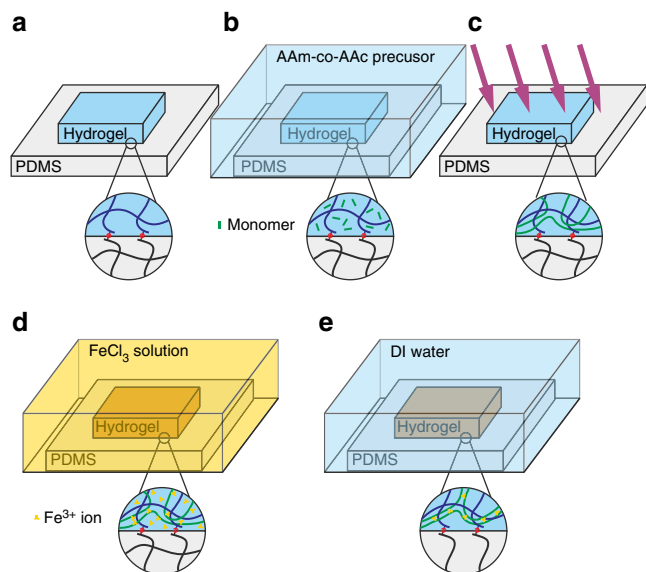 a
b
c
AAm-co-AAc precusor
Hydrogel
Hydrogel
Hydrogel
PDMS
PDMS
PDMS
Monomer
d
e
FeCl3 solution
DI water
Hydrogel
Hydrogel
PDMS
PDMS
Fe3+ ion